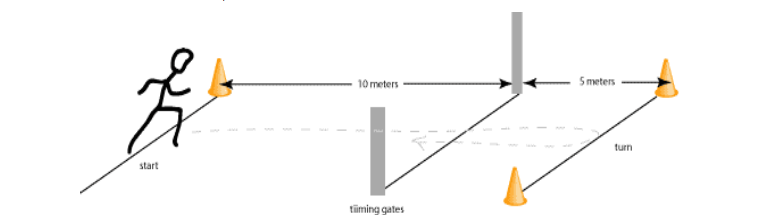 10 meters
5 meters
turn
start
tiiming gates